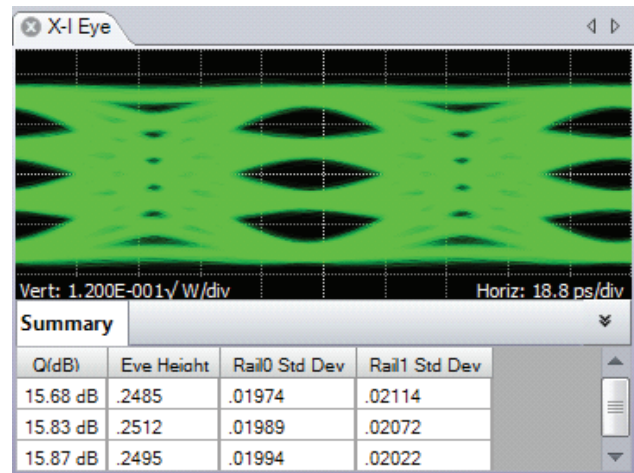 X-I Eye
Vert: 1.200E-001√ W/div Horiz: 18.8 ps/div
Summary
Q(dB) Eye Height Rail0 Std Dev Rail1 Std Dev
15.68 dB .2485 .01974 .02114
15.83 dB .2512 .01989 .02072
15.87 dB .2495 .01994 .02022